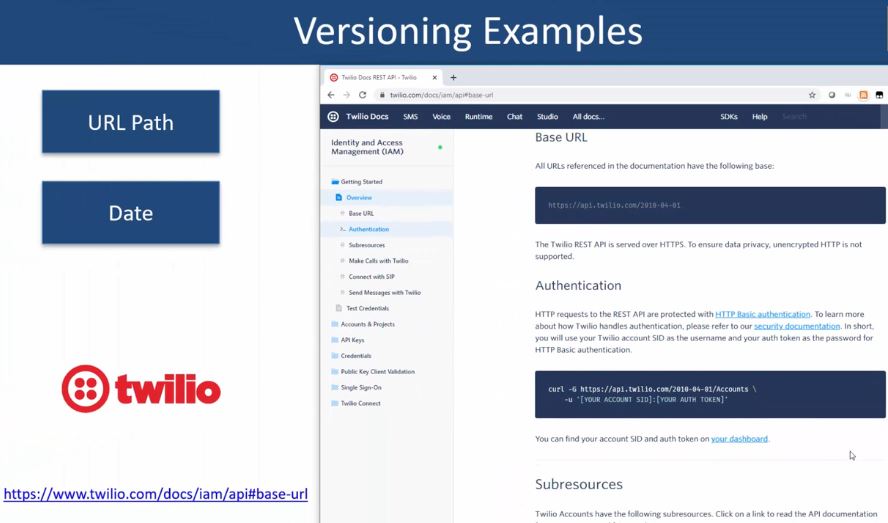 Versioning Examples
URL Path
Date
twilio
https://www.twilio.com/docs/iam/api#base-url
Twilio Docs REST API - Twilio
twilio.com/docs/iam/api#base-url
Twilio Docs SMS Voice Runtime Chat Studio All docs... SDKs Help Search
Identity and Access
Management (IAM)
Getting Started
Overview
Base URL
Authentication
Subresources
Make Calls with Twilio
Connect with SIP
Send Messages with Twilio
Test Credentials
Accounts & Projects
API Keys
Credentials
Public Key Client Validation
Single Sign-On
Twilio Connect
Base URL
All URLs referenced in the documentation have the following base:
https://api.twilio.com/2010-04-01
The Twilio REST API is served over HTTPS. To ensure data privacy, unencrypted HTTP is not
supported.
Authentication
HTTP requests to the REST API are protected with HTTP Basic authentication. To learn more
about how Twilio handles authentication, please refer to our security documentation. In short,
you will use your Twilio account SID as the username and your auth token as the password for
HTTP Basic authentication.
curl -G https://api.twilio.com/2010-04-01/Accounts \
-u '[YOUR ACCOUNT SID]:[YOUR AUTH TOKEN]'
You can find your account SID and auth token on your dashboard.
Subresources
Twilio Accounts have the following subresources. Click on a link to read the API documentation